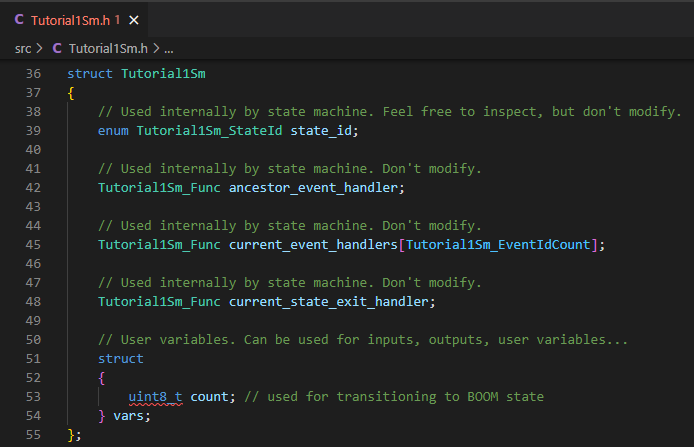 C Tutorial1Sm.h 1 ×
src > C Tutorial1Sm.h > ...
36 struct Tutorial1Sm
37 {
38 // Used internally by state machine. Feel free to inspect, but don't modify.
39 enum Tutorial1Sm_StateId state_id;
40
41 // Used internally by state machine. Don't modify.
42 Tutorial1Sm_Func ancestor_event_handler;
43
44 // Used internally by state machine. Don't modify.
45 Tutorial1Sm_Func current_event_handlers[Tutorial1Sm_EventIdCount];
46
47 // Used internally by state machine. Don't modify.
48 Tutorial1Sm_Func current_state_exit_handler;
49
50 // User variables. Can be used for inputs, outputs, user variables...
51 struct
52 {
53 uint8_t count; // used for transitioning to BOOM state
54 } vars;
55 };